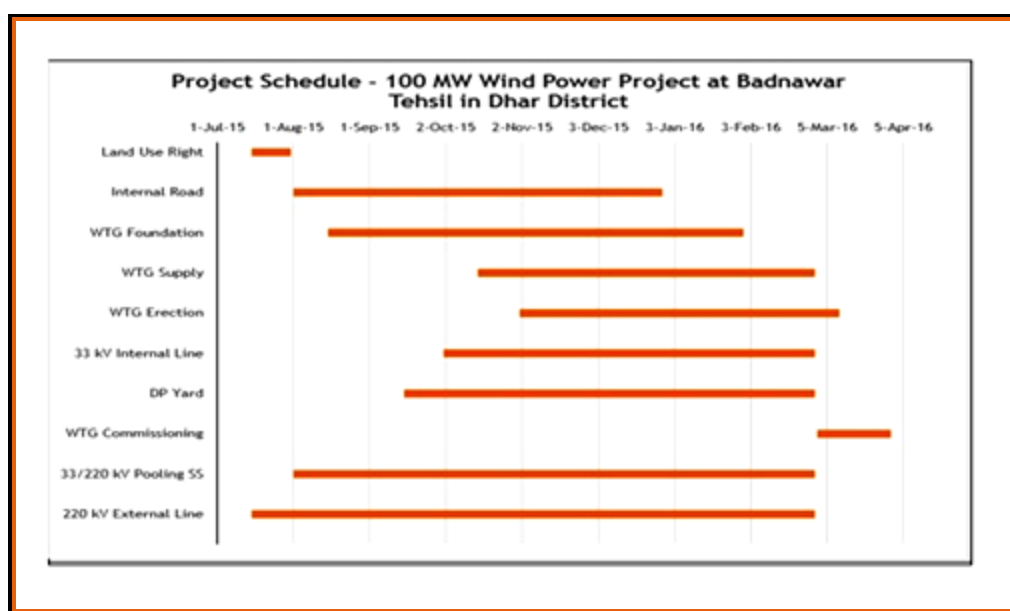 Project Schedule - 100 MW Wind Power Project at Badnawar
Tehsil in Dhar District
1-Jul-15 1-Aug-15 1-Sep-15 2-Oct-15 2-Nov-15 3-Dec-15 3-Jan-16 3-Feb-16 5-Mar-16 5-Apr-16
Land Use Right
Internal Road
WTG Foundation
WTG Supply
WTG Erection
33 kV Internal Line
DP Yard
WTG Commissioning
33/220 kV Pooling SS
220 kV External Line